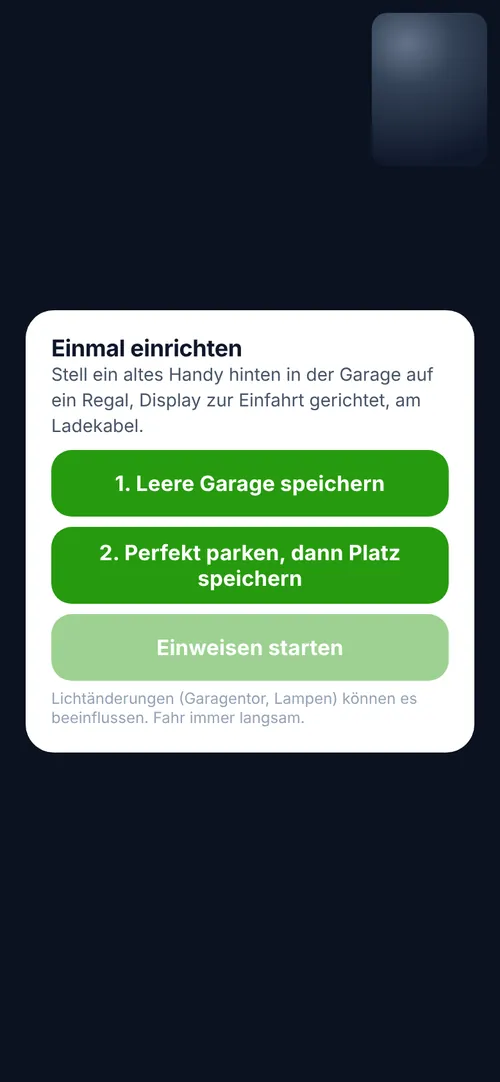 Einmal einrichten
Stell ein altes Handy hinten in der Garage auf
ein Regal, Display zur Einfahrt gerichtet, am
Ladekabel.
1. Leere Garage speichern
2. Perfekt parken, dann Platz
speichern
Einweisen starten
Lichtänderungen (Garagentor, Lampen) können es
beeinflussen. Fahr immer langsam.